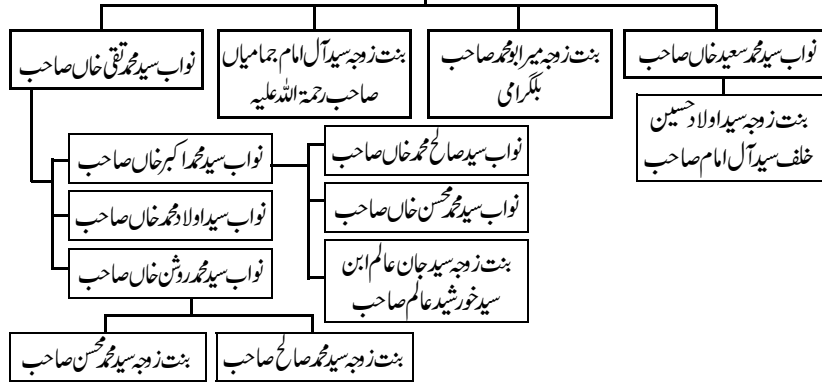 نواب سید محمد سعید خاں صاحب
بنت زوجہ میر ابو محمد صاحب
بلگرامی
بنت زوجہ سید آل امام جمامیاں
صاحب رحمۃ اللہ علیہ
نواب سید محمد تقی خاں صاحب
بنت زوجہ سید اولاد حسین
خلف سید آل امام صاحب
نواب سید محمد اکبر خاں صاحب
نواب سید اولاد محمد خاں صاحب
نواب سید محمد روشن خاں صاحب
نواب سید صالح محمد خاں صاحب
نواب سید محمد محسن خاں صاحب
بنت زوجہ سید جان عالم ابن
سید خورشید عالم صاحب
بنت زوجہ سید محمد صالح صاحب
بنت زوجہ سید محمد محسن صاحب